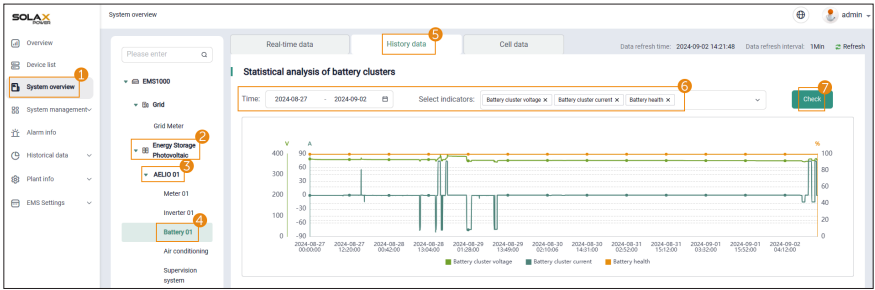 SOLAX
POWER
System overview
admin
Overview
Device list
1
System overview
System management
Alarm info
Historical data
Plant info
EMS Settings
Please enter
EMS1000
Grid
Grid Meter
2
Energy Storage
Photovoltaic
3
AELIO 01
Meter 01
Inverter 01
4
Battery 01
Air conditioning
Supervision
system
5
Real-time data History data Cell data
Data refresh time: 2024-09-02 14:21:48 Data refresh interval: 1Min Refresh
Statistical analysis of battery clusters
6 7
Time: 2024-08-27 - 2024-09-02 Select indicators: Battery cluster voltage × Battery cluster current × Battery health × Check
V A %
400 90 100
60 80
300 30
200 0 60
-30 40
100 -60 20
0 -90 0
2024-08-27 2024-08-27 2024-08-28 2024-08-28 2024-08-29 2024-08-29 2024-08-30 2024-08-30 2024-08-31 2024-08-31 2024-09-01 2024-09-01 2024-09-02
00:00:00 12:20:00 00:42:00 13:04:00 01:28:00 13:49:00 02:10:06 14:31:00 02:52:00 15:12:00 03:32:00 15:52:00 04:12:00
Battery cluster voltage Battery cluster current Battery health